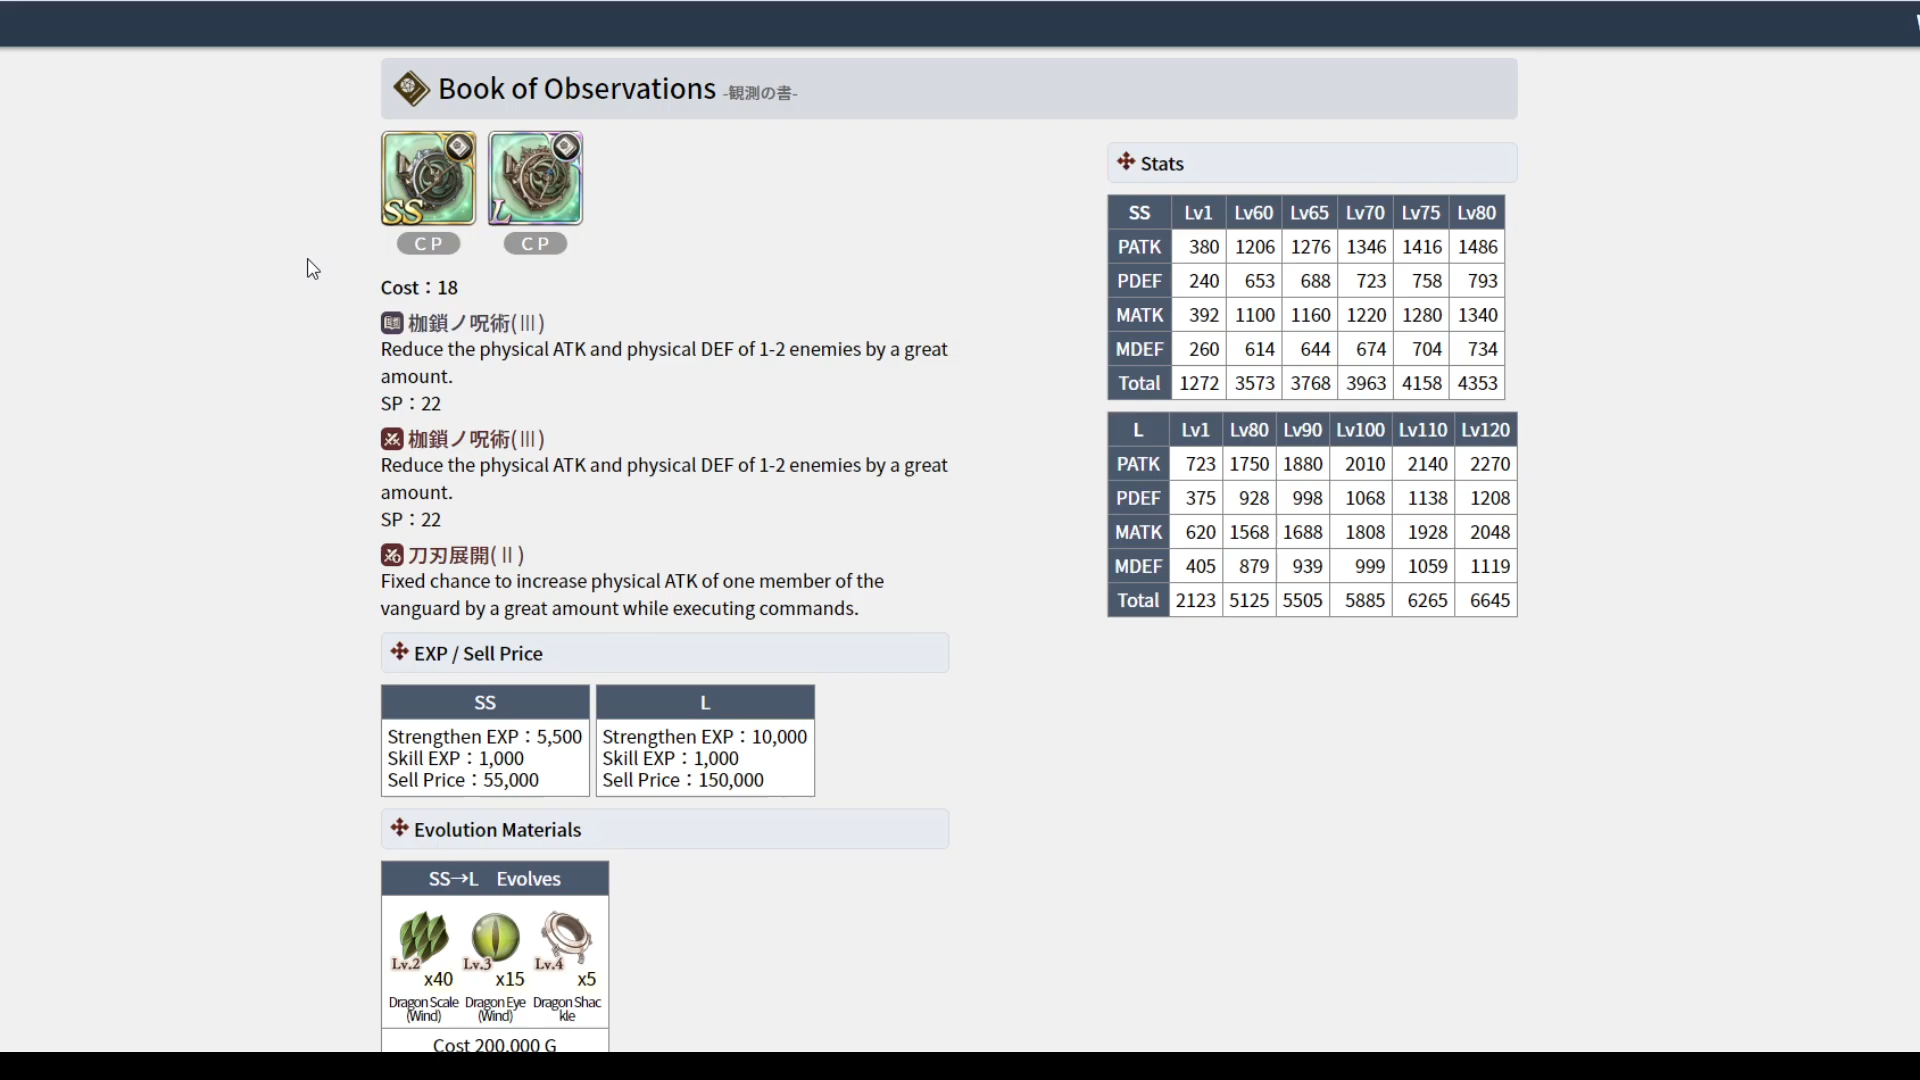 Book of Observations -観測の書-
SS
L
CP
CP
Cost：18
枷鎖ノ呪術(Ⅲ)
Reduce the physical ATK and physical DEF of 1-2 enemies by a great
amount.
SP：22
枷鎖ノ呪術(Ⅲ)
Reduce the physical ATK and physical DEF of 1-2 enemies by a great
amount.
SP：22
刀刃展開(Ⅱ)
Fixed chance to increase physical ATK of one member of the
vanguard by a great amount while executing commands.
EXP / Sell Price
SS
Strengthen EXP：5,500
Skill EXP：1,000
Sell Price：55,000
L
Strengthen EXP：10,000
Skill EXP：1,000
Sell Price：150,000
Evolution Materials
SS→L Evolves
Lv.2 x40
Dragon Scale
(Wind)
Lv.3 x15
Dragon Eye
(Wind)
Lv.4 x5
Dragon Shac
kle
Cost 200,000 G
Stats
SS Lv1 Lv60 Lv65 Lv70 Lv75 Lv80
PATK 380 1206 1276 1346 1416 1486
PDEF 240 653 688 723 758 793
MATK 392 1100 1160 1220 1280 1340
MDEF 260 614 644 674 704 734
Total 1272 3573 3768 3963 4158 4353
L Lv1 Lv80 Lv90 Lv100 Lv110 Lv120
PATK 723 1750 1880 2010 2140 2270
PDEF 375 928 998 1068 1138 1208
MATK 620 1568 1688 1808 1928 2048
MDEF 405 879 939 999 1059 1119
Total 2123 5125 5505 5885 6265 6645